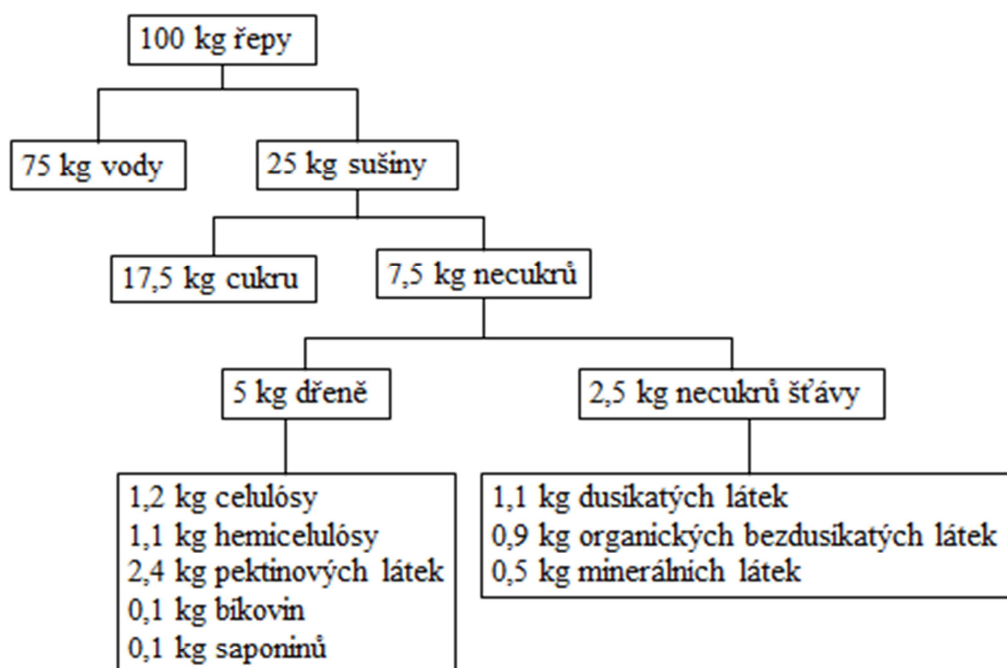 100 kg řepy
75 kg vody
25 kg sušiny
17,5 kg cukru
7,5 kg necukrů
5 kg dřeně
2,5 kg necukrů šťávy
1,2 kg celulósy
1,1 kg hemicelulósy
2,4 kg pektinových látek
0,1 kg bíkovin
0,1 kg saponinů
1,1 kg dusíkatých látek
0,9 kg organických bezdusíkatých látek
0,5 kg minerálních látek